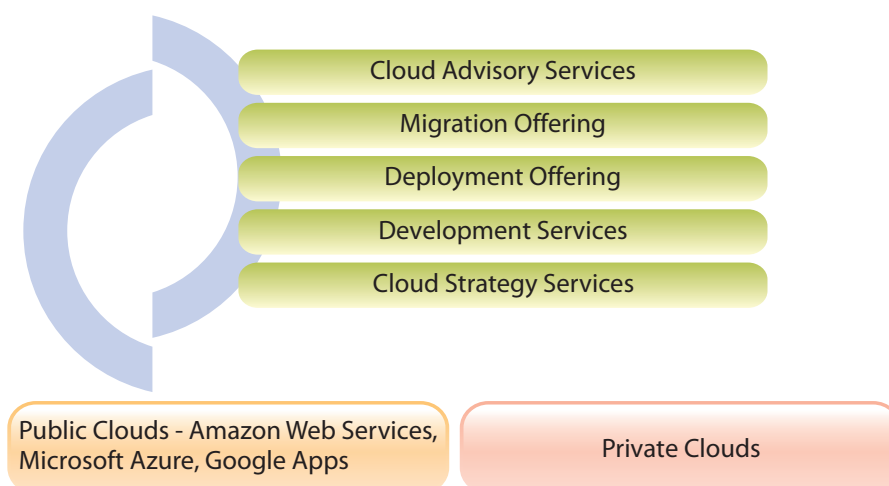 Cloud Advisory Services
Migration Offering
Deployment Offering
Development Services
Cloud Strategy Services
Public Clouds - Amazon Web Services,
Microsoft Azure, Google Apps
Private Clouds